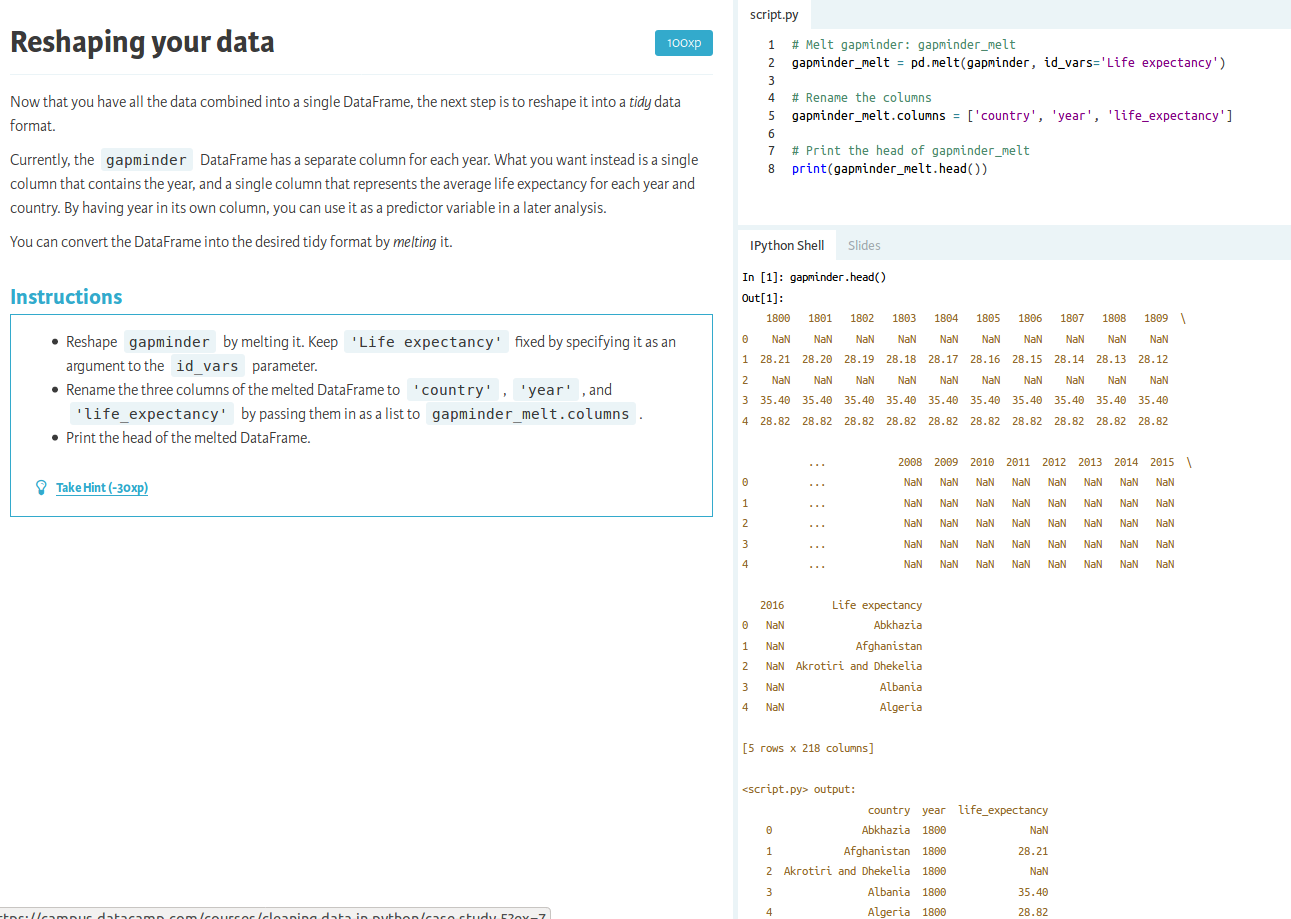 Reshaping your data
100xp
Now that you have all the data combined into a single DataFrame, the next step is to reshape it into a tidy data
format.
Currently, the gapminder DataFrame has a separate column for each year. What you want instead is a single
column that contains the year, and a single column that represents the average life expectancy for each year and
country. By having year in its own column, you can use it as a predictor variable in a later analysis.
You can convert the DataFrame into the desired tidy format by melting it.
Instructions
• Reshape gapminder by melting it. Keep 'Life expectancy' fixed by specifying it as an
argument to the id_vars parameter.
• Rename the three columns of the melted DataFrame to 'country' , 'year' , and
'life_expectancy' by passing them in as a list to gapminder_melt.columns .
• Print the head of the melted DataFrame.
Take Hint (-30xp)
script.py
1 # Melt gapminder: gapminder_melt
2 gapminder_melt = pd.melt(gapminder, id_vars='Life expectancy')
3
4 # Rename the columns
5 gapminder_melt.columns = ['country', 'year', 'life_expectancy']
6
7 # Print the head of gapminder_melt
8 print(gapminder_melt.head())
IPython Shell Slides
In [1]: gapminder.head()
Out[1]:
1800 1801 1802 1803 1804 1805 1806 1807 1808 1809 \
0 NaN NaN NaN NaN NaN NaN NaN NaN NaN NaN
1 28.21 28.20 28.19 28.18 28.17 28.16 28.15 28.14 28.13 28.12
2 NaN NaN NaN NaN NaN NaN NaN NaN NaN NaN
3 35.40 35.40 35.40 35.40 35.40 35.40 35.40 35.40 35.40 35.40
4 28.82 28.82 28.82 28.82 28.82 28.82 28.82 28.82 28.82 28.82
... 2008 2009 2010 2011 2012 2013 2014 2015 \
0 ... NaN NaN NaN NaN NaN NaN NaN NaN
1 ... NaN NaN NaN NaN NaN NaN NaN NaN
2 ... NaN NaN NaN NaN NaN NaN NaN NaN
3 ... NaN NaN NaN NaN NaN NaN NaN NaN
4 ... NaN NaN NaN NaN NaN NaN NaN NaN
2016 Life expectancy
0 NaN Abkhazia
1 NaN Afghanistan
2 NaN Akrotiri and Dhekelia
3 NaN Albania
4 NaN Algeria
[5 rows x 218 columns]
<script.py> output:
country year life_expectancy
0 Abkhazia 1800 NaN
1 Afghanistan 1800 28.21
2 Akrotiri and Dhekelia 1800 NaN
3 Albania 1800 35.40
4 Algeria 1800 28.82